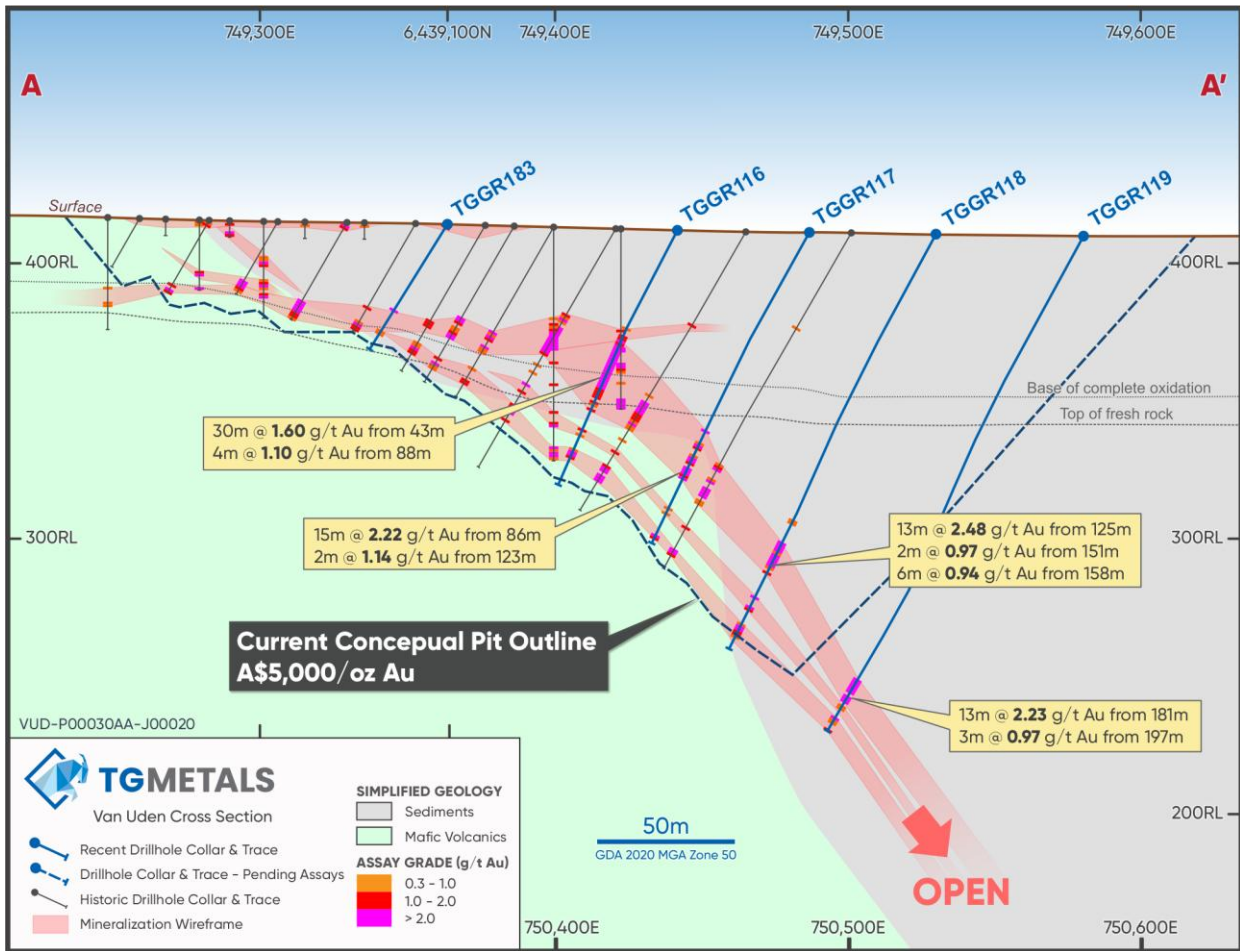 749,300E
6,439,100N
749,400E
749,500E
749,600E
A
A'
TGGR183
TGGR116
TGGR117
TGGR118
TGGR119
Surface
400RL
400RL
Base of complete oxidation
Top of fresh rock
30m @ 1.60 g/t Au from 43m
4m @ 1.10 g/t Au from 88m
15m @ 2.22 g/t Au from 86m
2m @ 1.14 g/t Au from 123m
13m @ 2.48 g/t Au from 125m
2m @ 0.97 g/t Au from 151m
6m @ 0.94 g/t Au from 158m
300RL
300RL
Current Concepual Pit Outline
A$5,000/oz Au
13m @ 2.23 g/t Au from 181m
3m @ 0.97 g/t Au from 197m
VUD-P00030AA-J00020
TGMETALS
Van Uden Cross Section
Recent Drillhole Collar & Trace
Drillhole Collar & Trace - Pending Assays
Historic Drillhole Collar & Trace
Mineralization Wireframe
SIMPLIFIED GEOLOGY
Sediments
Mafic Volcanics
ASSAY GRADE (g/t Au)
0.3 - 1.0
1.0 - 2.0
> 2.0
50m
GDA 2020 MGA Zone 50
200RL
OPEN
750,400E
750,500E
750,600E